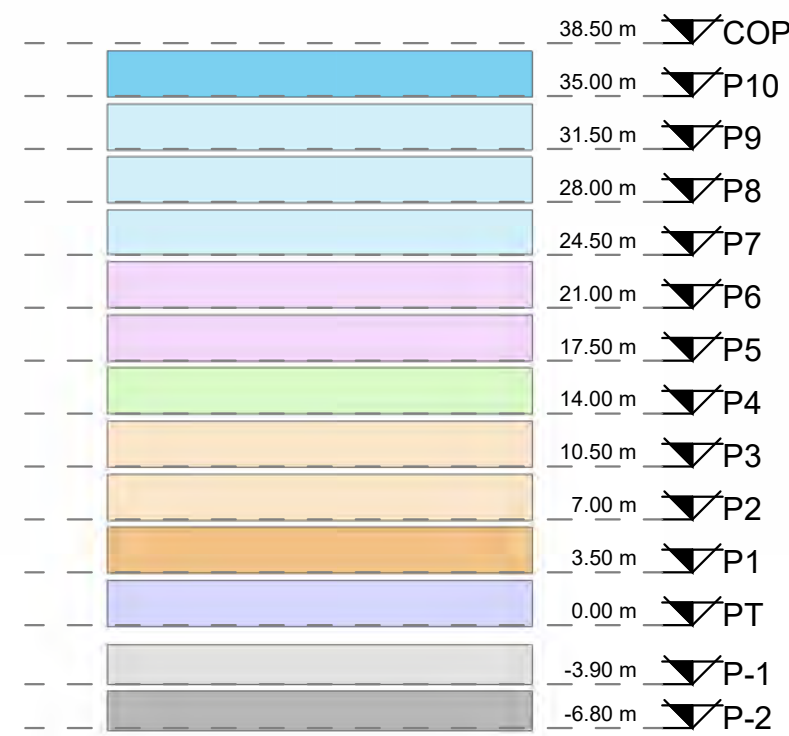 38.50 m COP
35.00 m P10
31.50 m P9
28.00 m P8
24.50 m P7
21.00 m P6
17.50 m P5
14.00 m P4
10.50 m P3
7.00 m P2
3.50 m P1
0.00 m PT
-3.90 m P-1
-6.80 m P-2